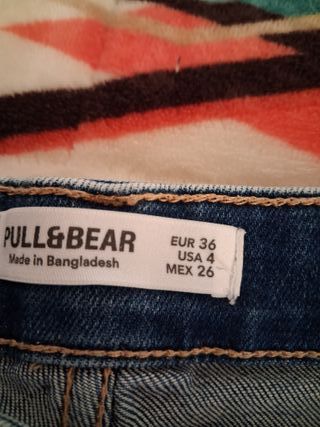 PULL&BEAR
Made in Bangladesh
EUR 36
USA 4
MEX 26